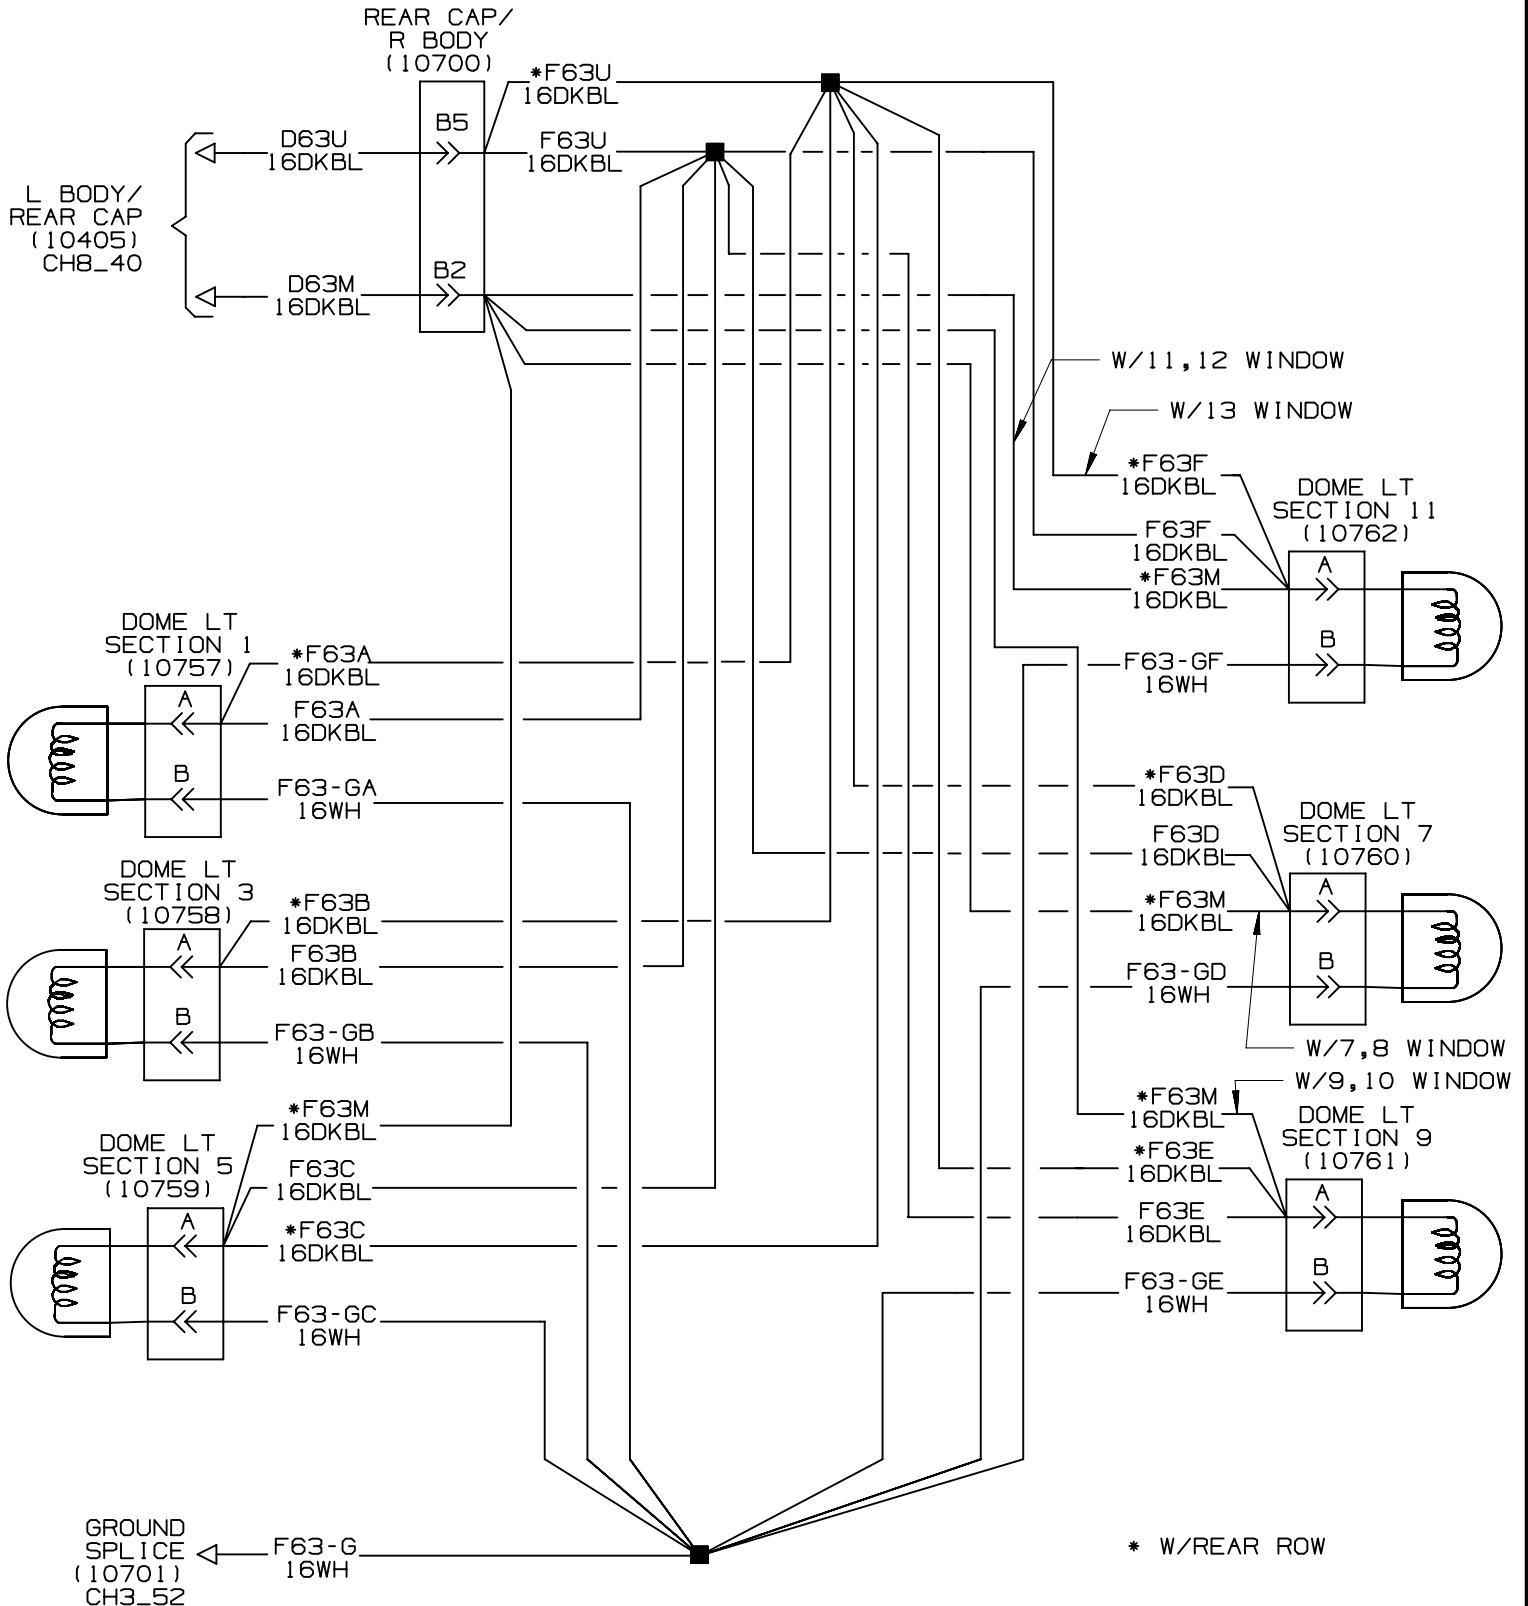 REAR CAP/
R BODY
(10700)
*F63U
16DKBL
B5
D63U
16DKBL
F63U
16DKBL
L BODY/
REAR CAP
(10405)
CH8_40
B2
D63M
16DKBL
W/11,12 WINDOW
W/13 WINDOW
*F63F
16DKBL
DOME LT
SECTION 11
(10762)
F63F
16DKBL
A
*F63M
16DKBL
B
F63-GF
16WH
DOME LT
SECTION 1
(10757)
*F63A
16DKBL
A
F63A
16DKBL
B
F63-GA
16WH
*F63D
16DKBL
DOME LT
SECTION 7
(10760)
F63D
16DKBL
A
*F63M
16DKBL
B
F63-GD
16WH
W/7,8 WINDOW
DOME LT
SECTION 3
(10758)
*F63B
16DKBL
A
F63B
16DKBL
B
F63-GB
16WH
W/9,10 WINDOW
*F63M
16DKBL
DOME LT
SECTION 9
(10761)
*F63E
16DKBL
A
F63E
16DKBL
B
F63-GE
16WH
*F63M
16DKBL
DOME LT
SECTION 5
(10759)
F63C
16DKBL
A
*F63C
16DKBL
B
F63-GC
16WH
GROUND
SPLICE
(10701)
CH3_52
F63-G
16WH
* W/REAR ROW